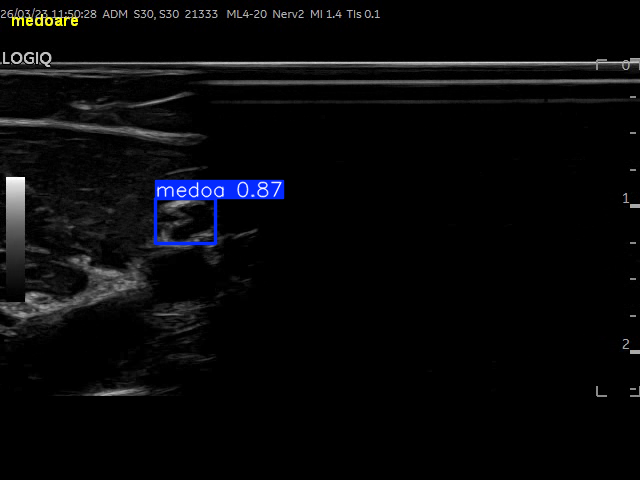 26/03/23 11:50:28 ADM S30, S30 21333 ML4-20 Nerv2 MI 1.4 TIs 0.1
medoare
LOGIQ
0
medoa 0.87
1
2